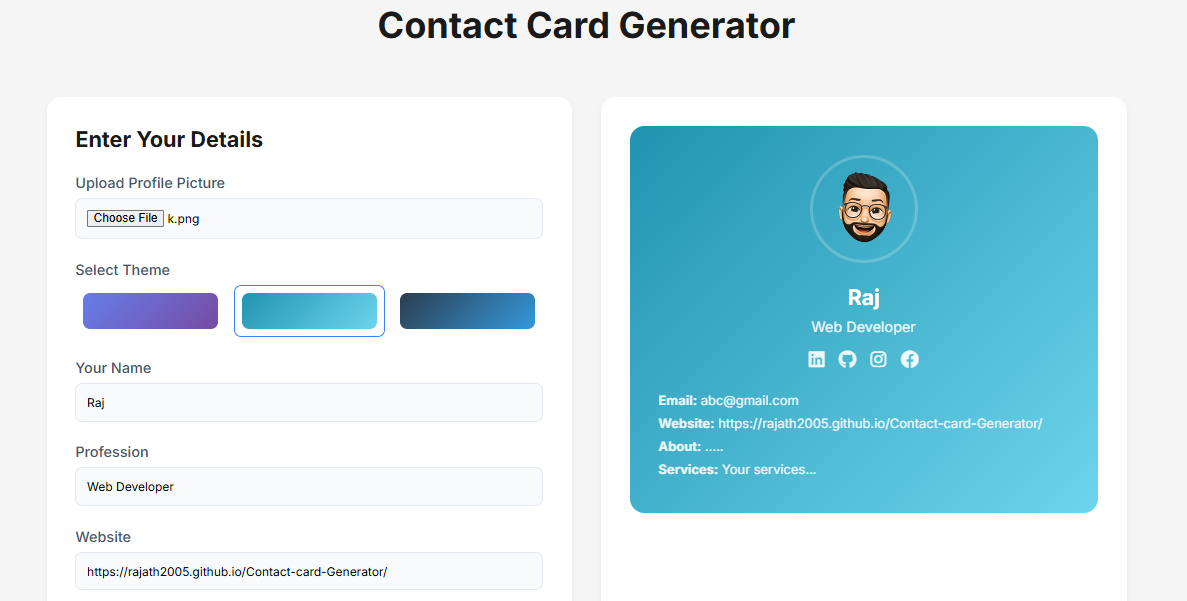 Contact Card Generator
Enter Your Details
Upload Profile Picture
Choose File k.png
Select Theme
Your Name
Raj
Profession
Web Developer
Website
https://rajath2005.github.io/Contact-card-Generator/
Raj
Web Developer
in
Email: abc@gmail.com
Website: https://rajath2005.github.io/Contact-card-Generator/
About: .....
Services: Your services...